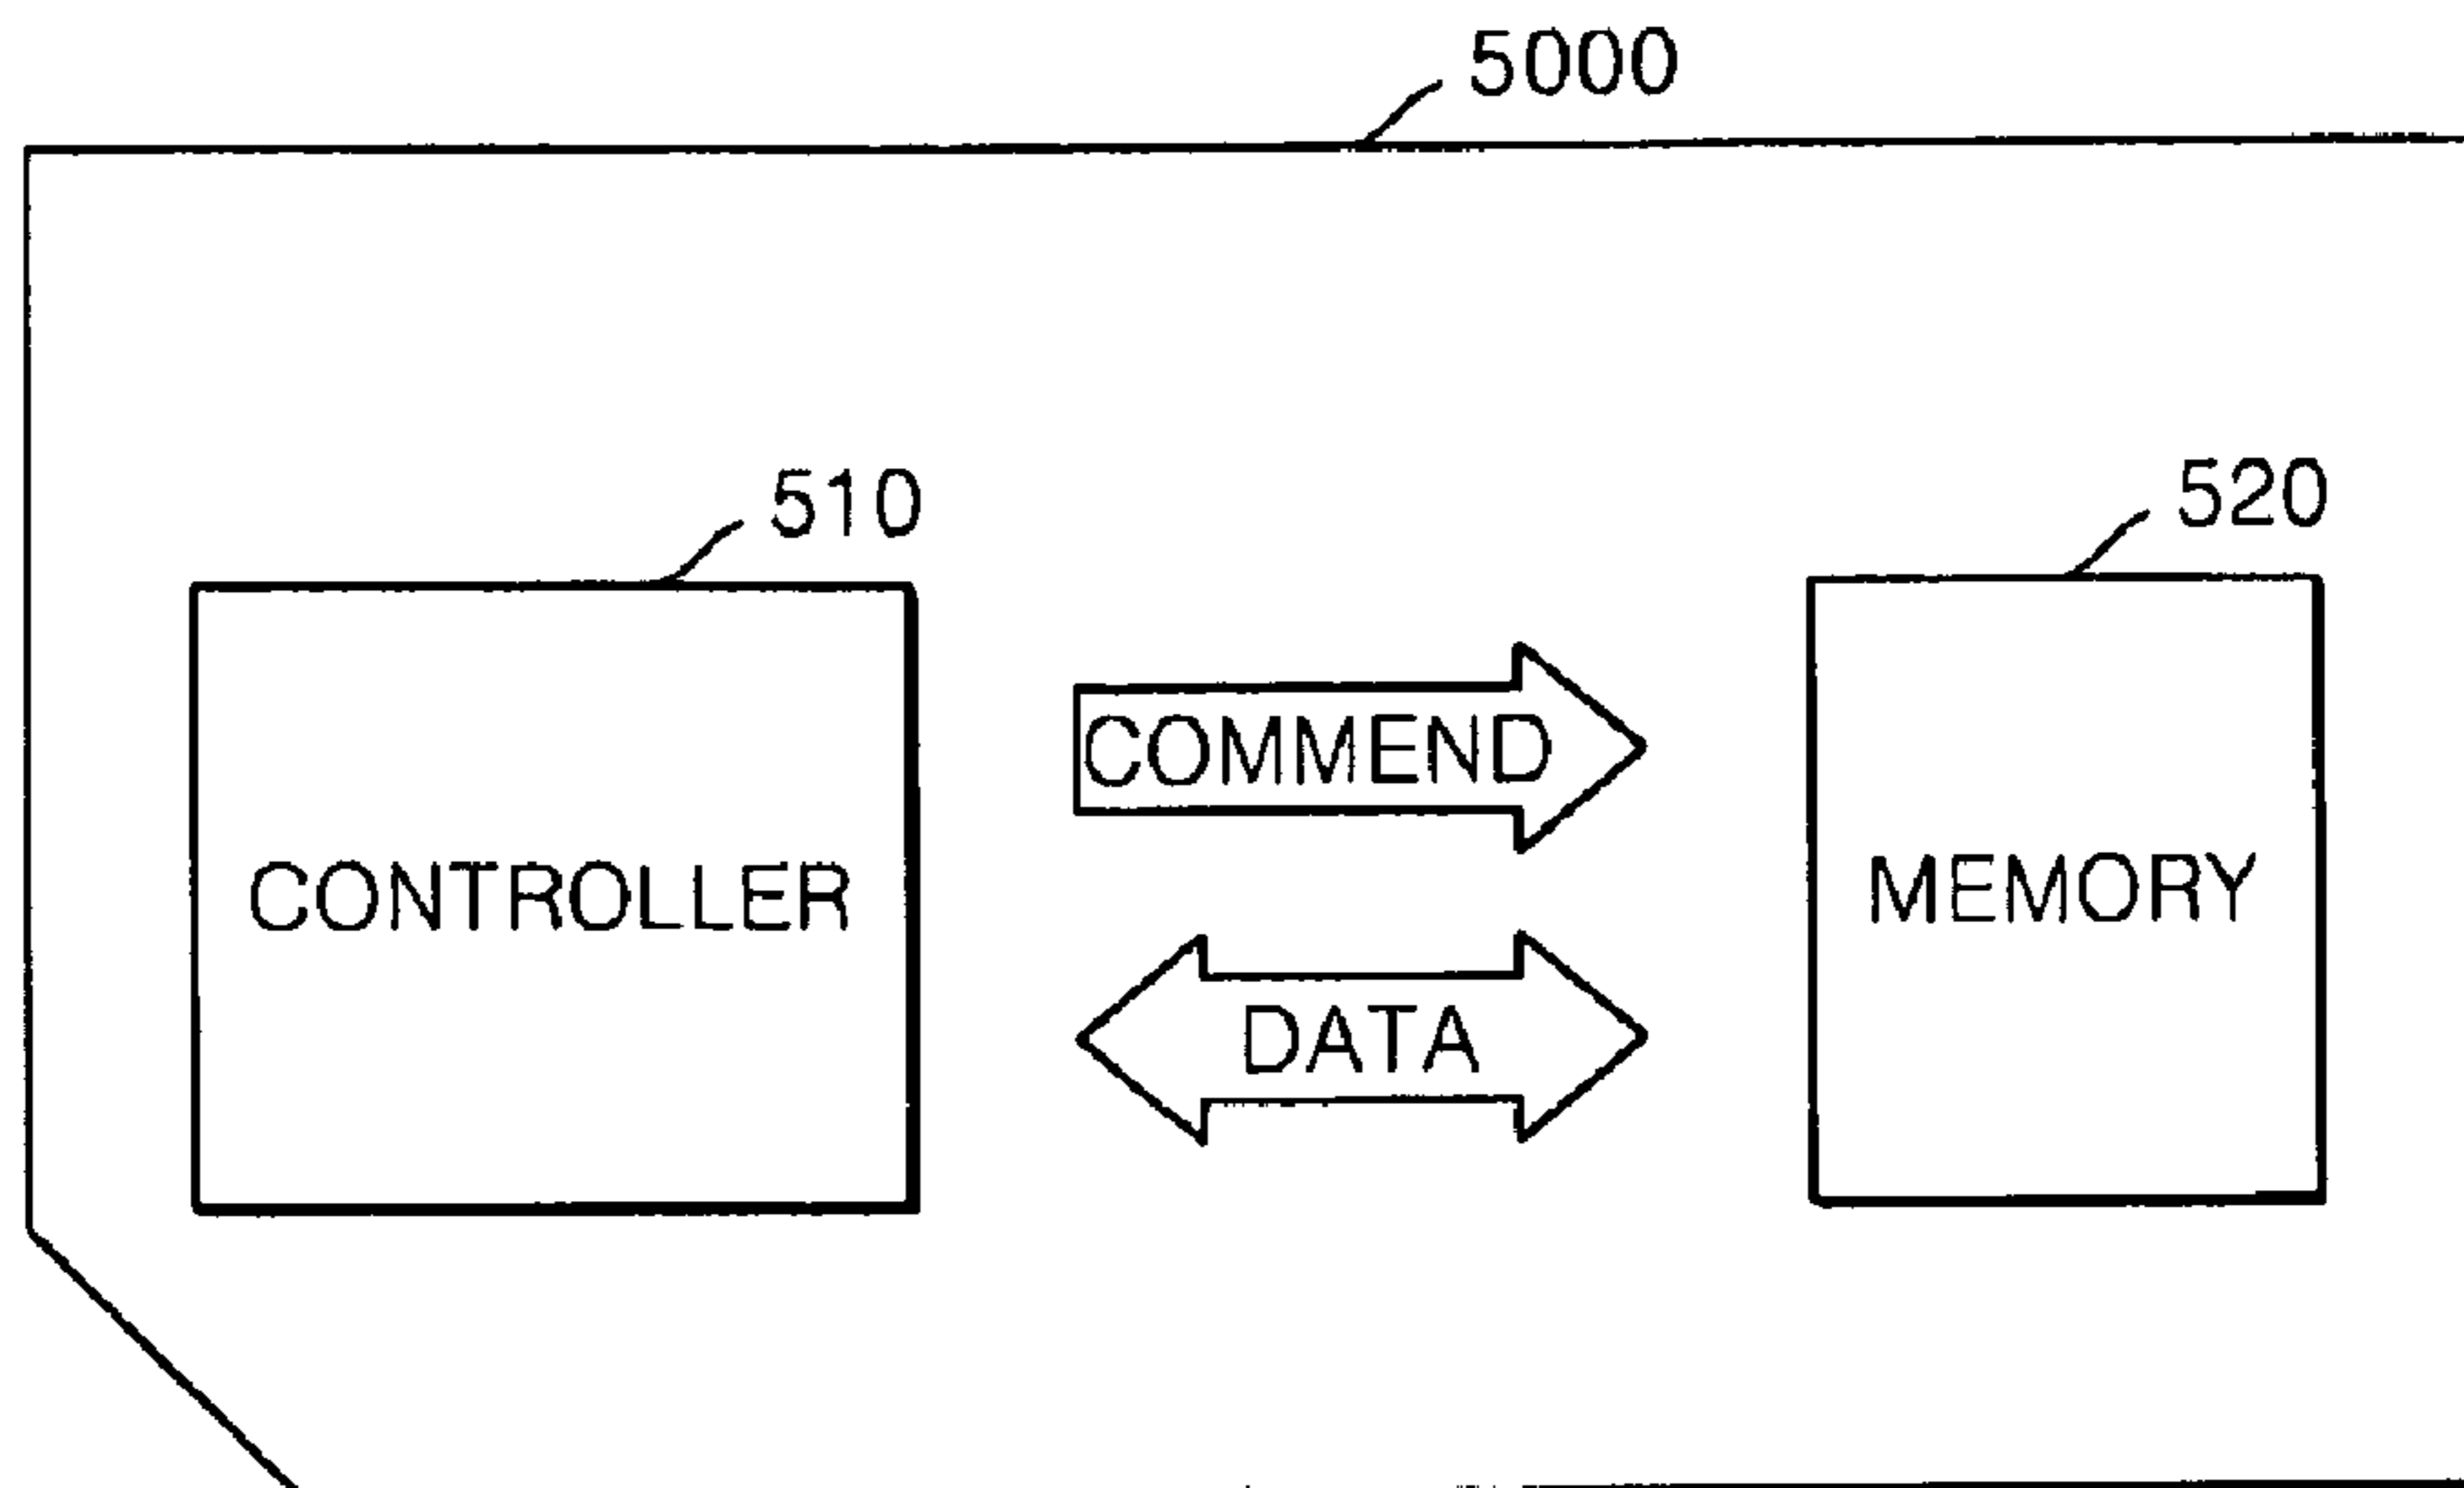 5000
510
520
COMMEND
CONTROLLER
MEMORY
DATA